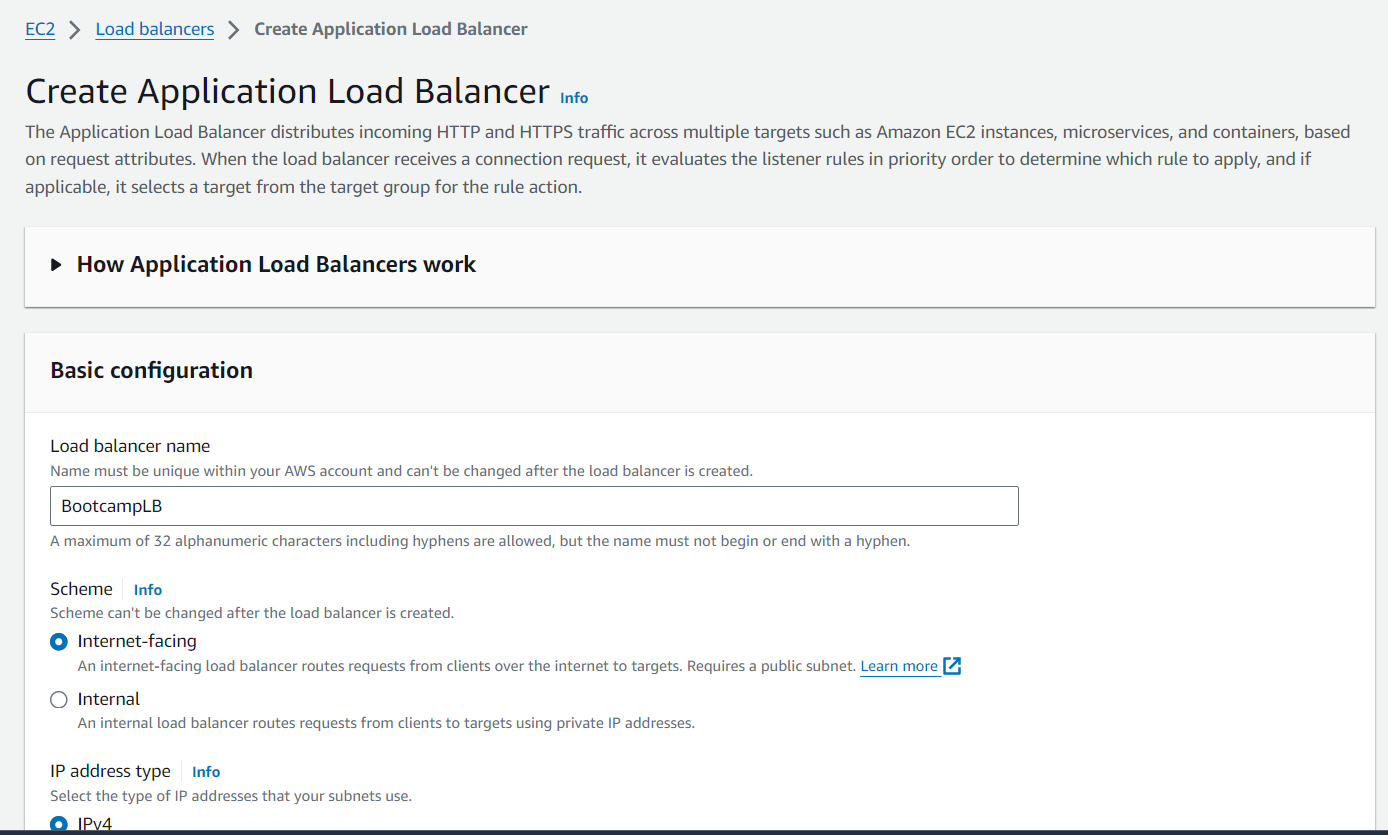 EC2 > Load balancers > Create Application Load Balancer
Create Application Load Balancer Info
The Application Load Balancer distributes incoming HTTP and HTTPS traffic across multiple targets such as Amazon EC2 instances, microservices, and containers, based
on request attributes. When the load balancer receives a connection request, it evaluates the listener rules in priority order to determine which rule to apply, and if
applicable, it selects a target from the target group for the rule action.
How Application Load Balancers work
Basic configuration
Load balancer name
Name must be unique within your AWS account and can't be changed after the load balancer is created.
BootcampLB
A maximum of 32 alphanumeric characters including hyphens are allowed, but the name must not begin or end with a hyphen.
Scheme Info
Scheme can't be changed after the load balancer is created.
Internet-facing
An internet-facing load balancer routes requests from clients over the internet to targets. Requires a public subnet. Learn more
Internal
An internal load balancer routes requests from clients to targets using private IP addresses.
IP address type Info
Select the type of IP addresses that your subnets use.
IPv4